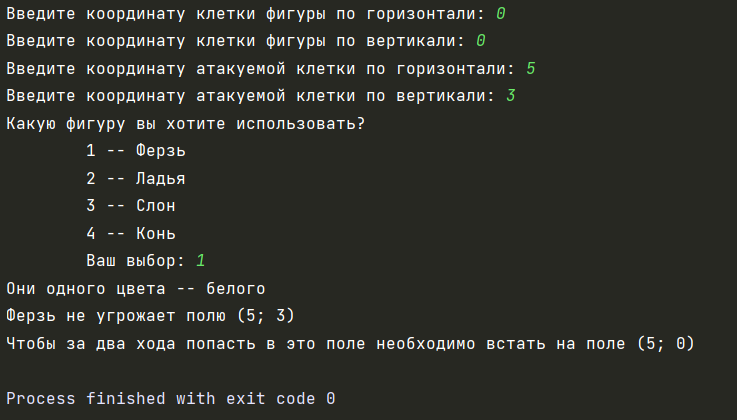 Введите координату клетки фигуры по горизонтали: 0
Введите координату клетки фигуры по вертикали: 0
Введите координату атакуемой клетки по горизонтали: 5
Введите координату атакуемой клетки по вертикали: 3
Какую фигуру вы хотите использовать?
1 -- Ферзь
2 -- Ладья
3 -- Слон
4 -- Конь
Ваш выбор: 1
Они одного цвета -- белого
Ферзь не угрожает полю (5; 3)
Чтобы за два хода попасть в это поле необходимо встать на поле (5; 0)
Process finished with exit code 0